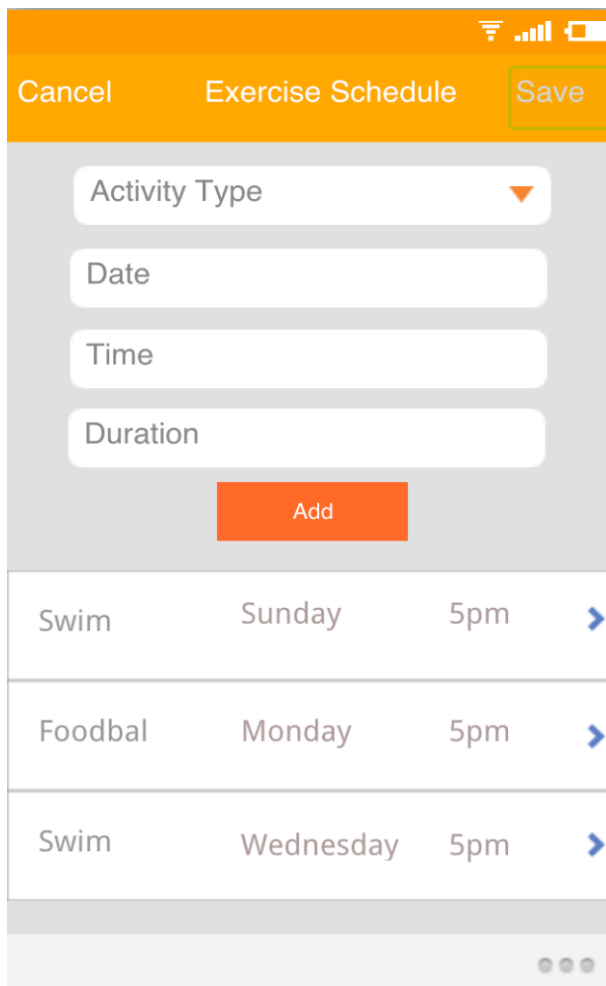 Cancel Exercise Schedule Save
Activity Type
Date
Time
Duration
Add
Swim Sunday 5pm
Foodbal Monday 5pm
Swim Wednesday 5pm